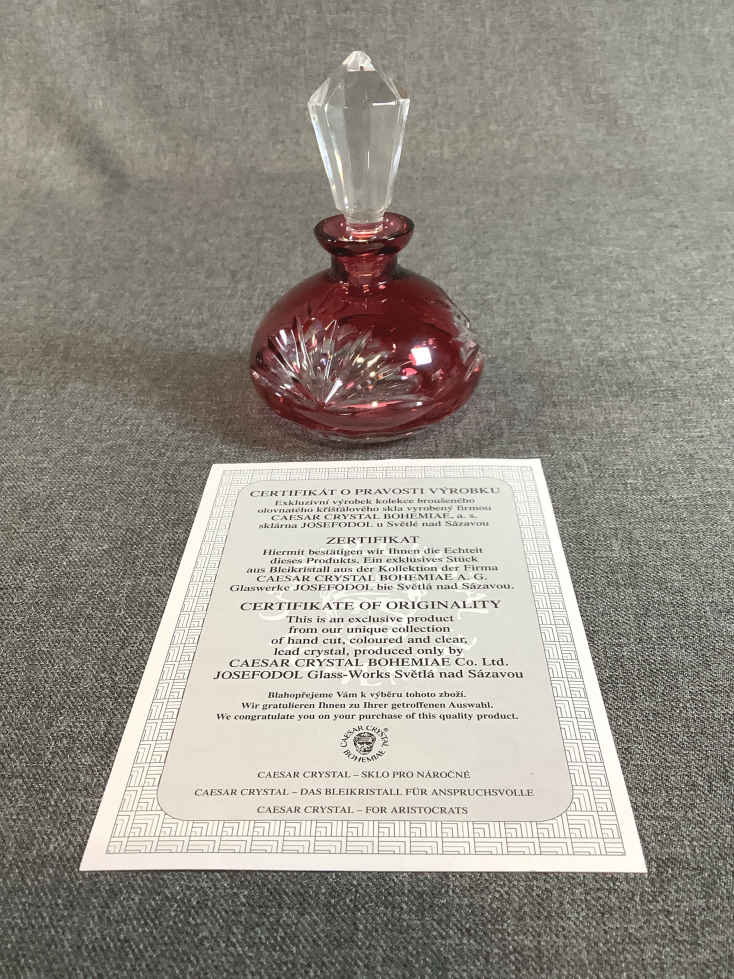 CERTIFIKÁT O PRAVOSTI VÝROBKU
Exkluzivní výrobek kolekce broušeného
olovnatého křišťálového skla vyrobený firmou
CAESAR CRYSTAL BOHEMIAE, a. s.
sklárna JOSEFODOL u Světlé nad Sázavou
ZERTIFIKAT
Hiermit bestätigen wir Ihnen die Echteit
dieses Produkts. Ein exklusives Stück
aus Bleikristall aus der Kollektion der Firma
CAESAR CRYSTAL BOHEMIAE A. G.
Glaswerke JOSEFODOL bie Světlá nad Sázavou.
CERTIFIKATE OF ORIGINALITY
This is an exclusive product
from our unique collection
of hand cut, coloured and clear,
lead crystal, produced only by
CAESAR CRYSTAL BOHEMIAE Co. Ltd.
JOSEFODOL Glass-Works Světlá nad Sázavou
Blahopřejeme Vám k výběru tohoto zboží.
Wir gratulieren Ihnen zu Ihrer getroffenen Auswahl.
We congratulate you on your purchase of this quality product.
CAESAR CRYSTAL ®
BOHEMIAE
CAESAR CRYSTAL – SKLO PRO NÁROČNÉ
CAESAR CRYSTAL – DAS BLEIKRISTALL FÜR ANSPRUCHSVOLLE
CAESAR CRYSTAL – FOR ARISTOCRATS